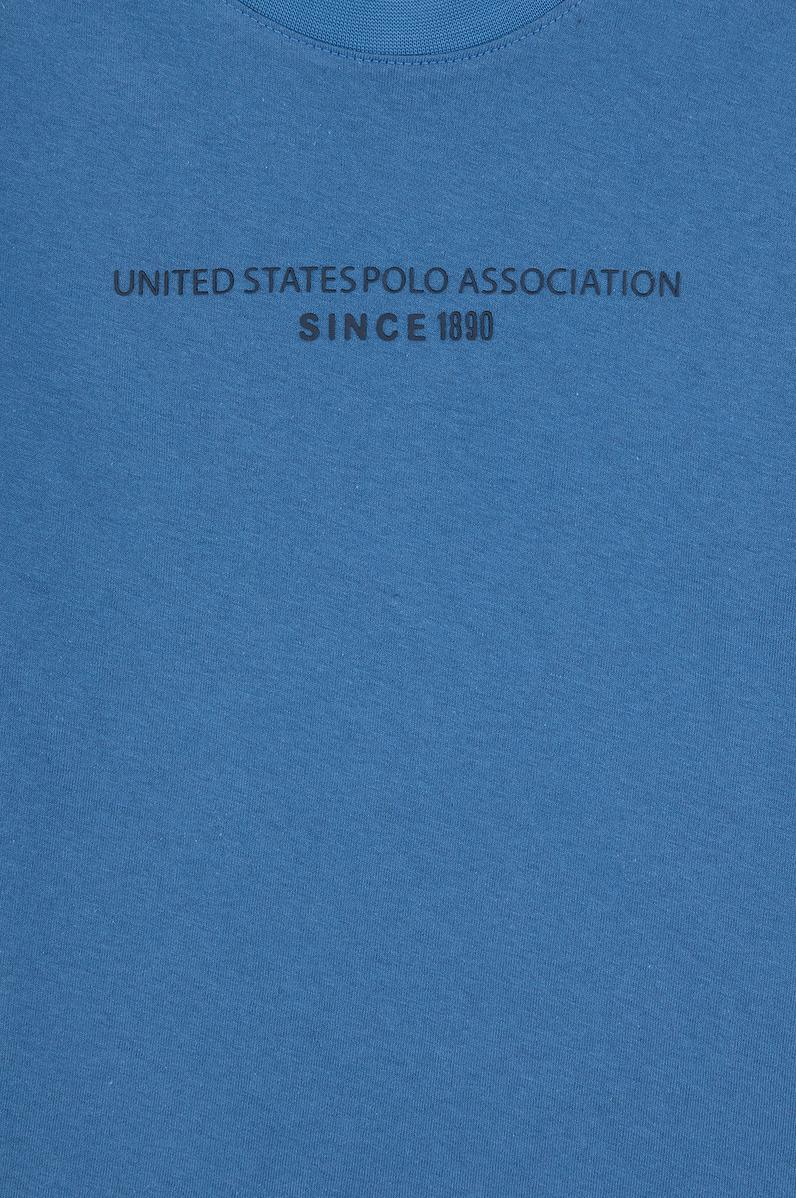 UNITED STATES POLO ASSOCIATION
SINCE 1890